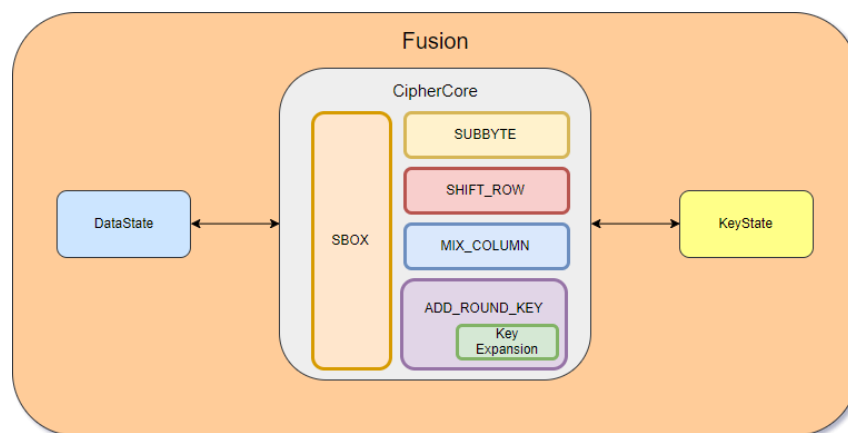 Fusion
CipherCore
SUBBYTE
SHIFT_ROW
DataState
KeyState
SBOX
MIX_COLUMN
ADD_ROUND_KEY
Key
Expansion